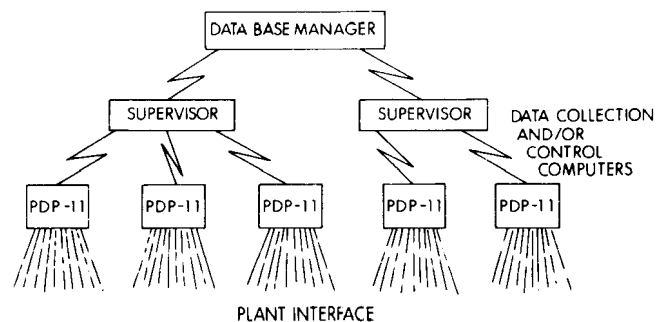 DATA BASE MANAGER
SUPERVISOR
SUPERVISOR
DATA COLLECTION
AND/OR
CONTROL
COMPUTERS
PDP-11
PDP-11
PDP-11
PDP-11
PDP-11
PLANT INTERFACE